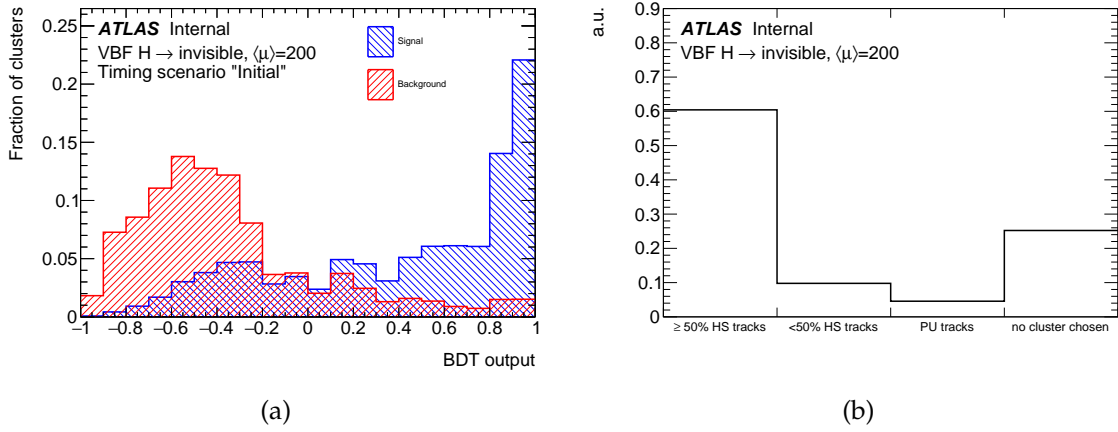 ATLAS Internal
VBF H → invisible, ⟨μ⟩=200
Timing scenario "Initial"
Signal
Background
Fraction of clusters
0.25
0.2
0.15
0.1
0.05
0
−1 −0.8 −0.6 −0.4 −0.2 0 0.2 0.4 0.6 0.8 1
BDT output
(a)
ATLAS Internal
VBF H → invisible, ⟨μ⟩=200
a.u.
0.9
0.8
0.7
0.6
0.5
0.4
0.3
0.2
0.1
0
≥ 50% HS tracks <50% HS tracks PU tracks no cluster chosen
(b)